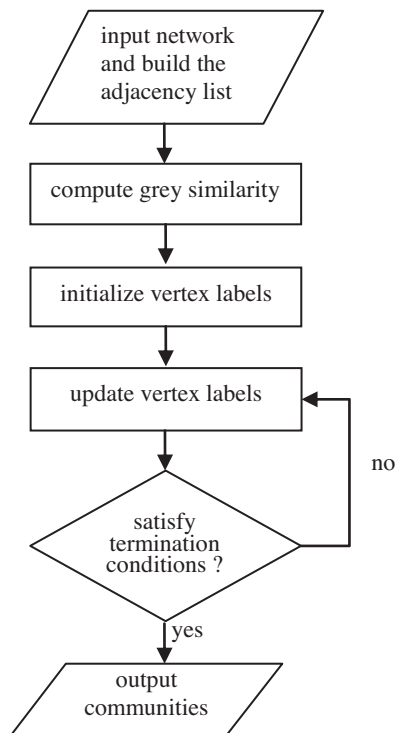 input network
and build the
adjacency list
compute grey similarity
initialize vertex labels
update vertex labels
no
satisfy
termination
conditions ?
yes
output
communities